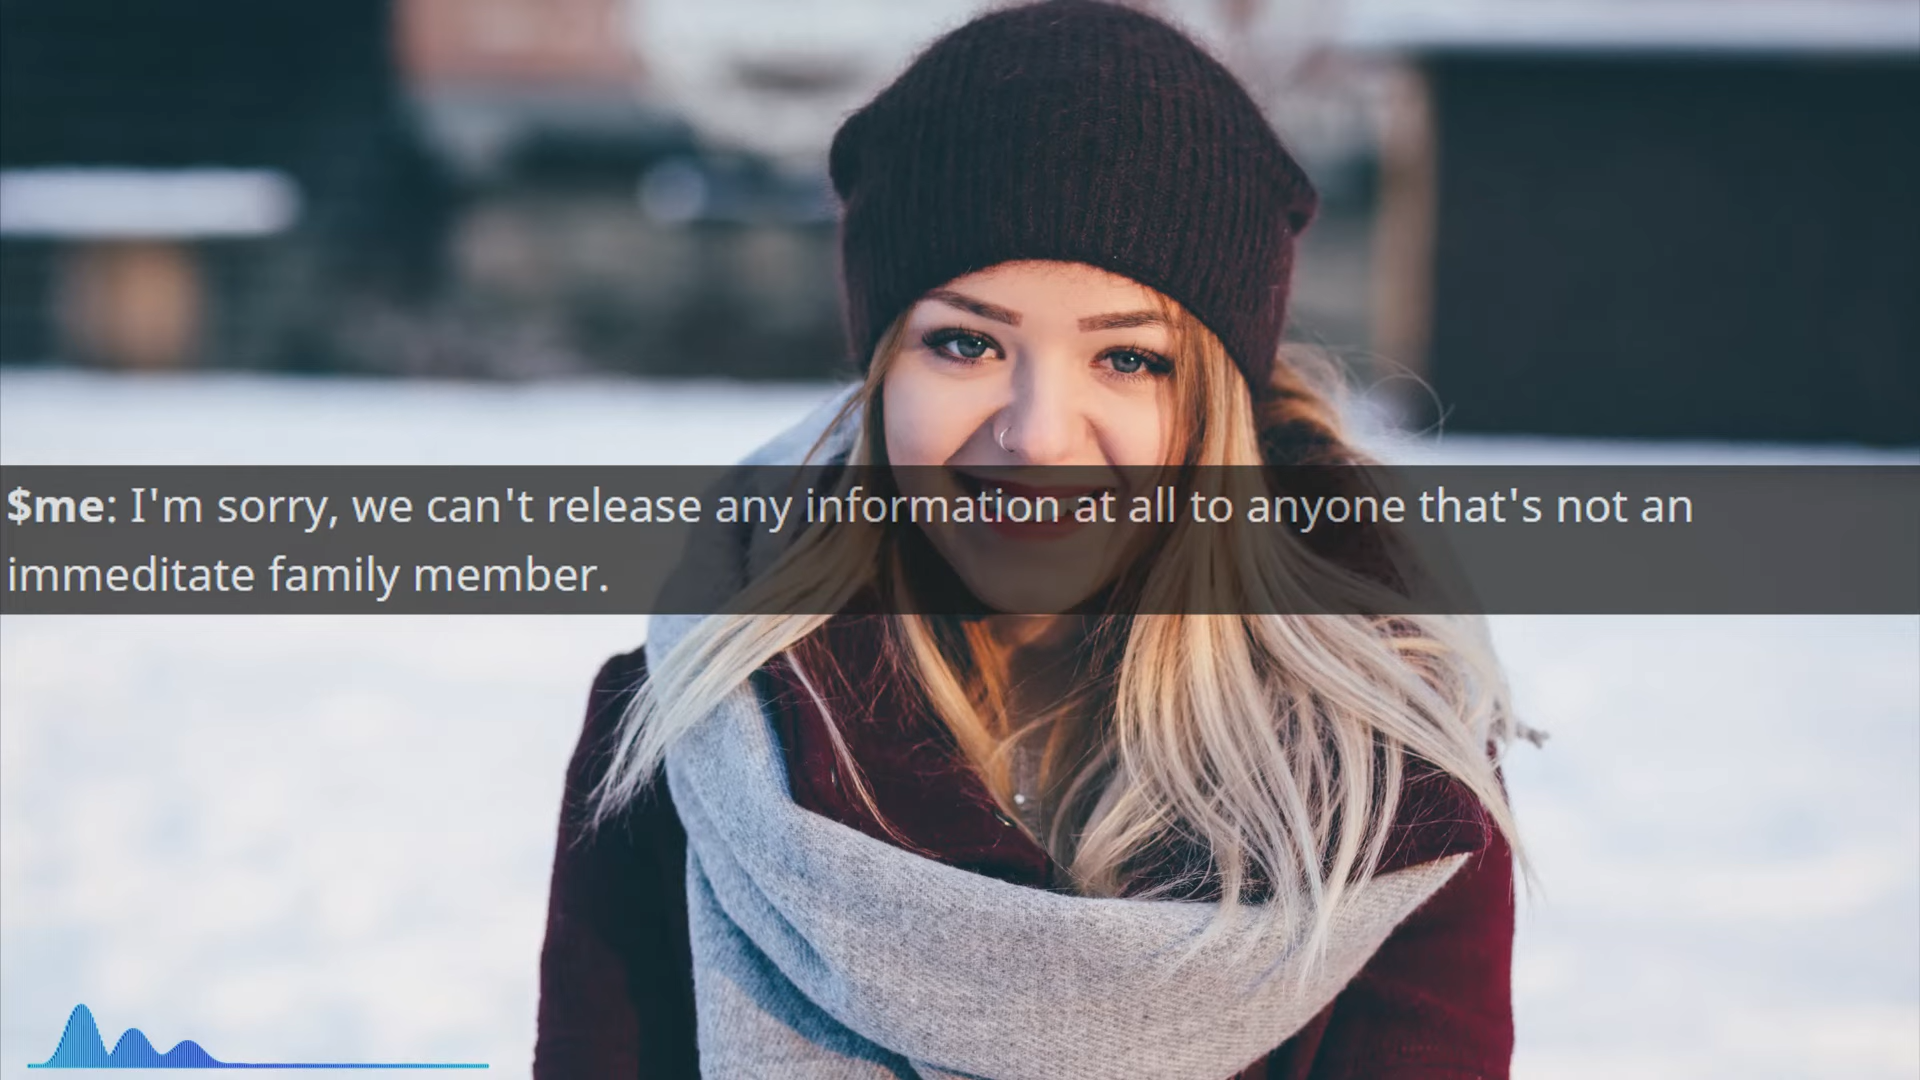 $me: I'm sorry, we can't release any information at all to anyone that's not an
immeditate family member.